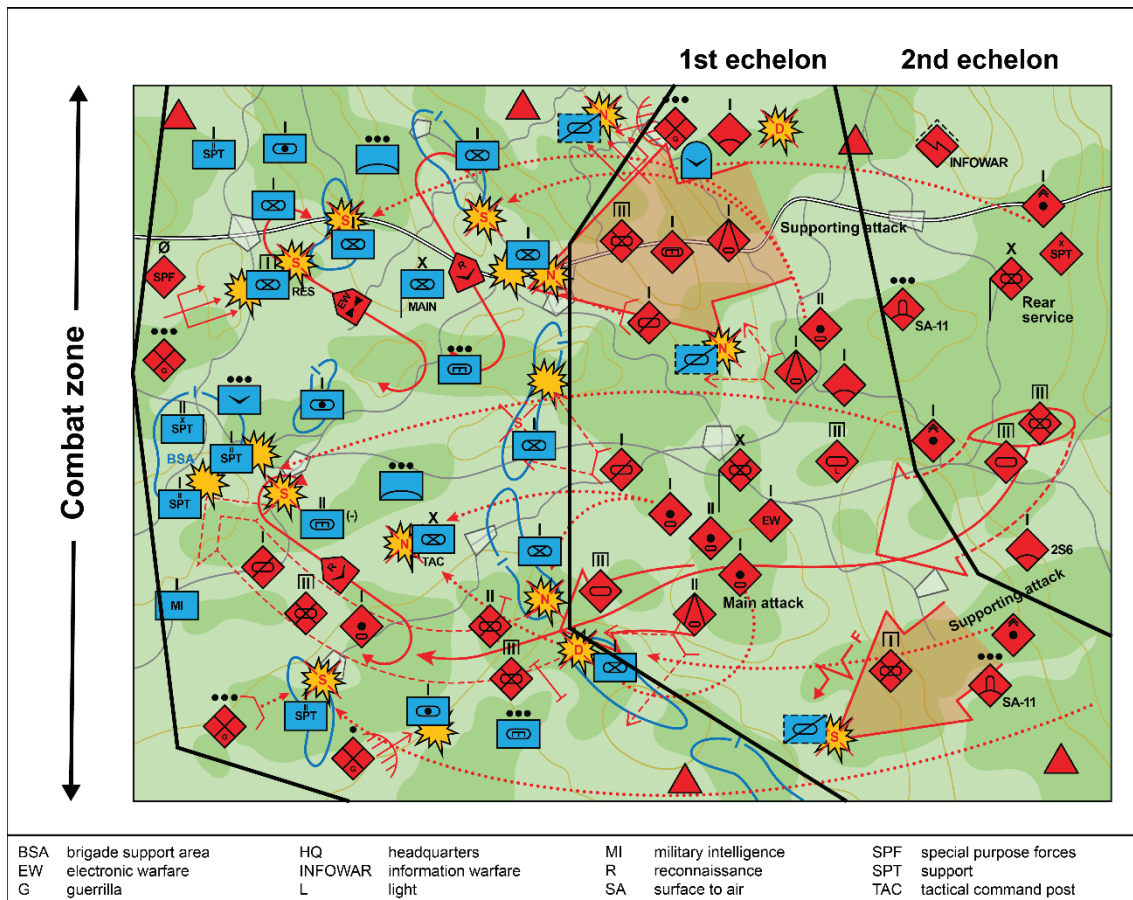 1st echelon 2nd echelon
Combat zone
N
G
D
INFOWAR
SPT
S
S
Supporting attack
SPT
X
SPF
Ø
S
RES
EW
X
MAIN
R
N
SA-11
X
Rear service
G
N
SPT
X
BSA
SPT
S
X
SPT
S
(-)
EW
2S6
N
X
TAC
R
MI
N
Main attack
Supporting attack
D
F
S
SPT
SA-11
G
S
G
BSA brigade support area HQ headquarters MI military intelligence SPF special purpose forces
EW electronic warfare INFOWAR information warfare R reconnaissance SPT support
G guerrilla L light SA surface to air TAC tactical command post